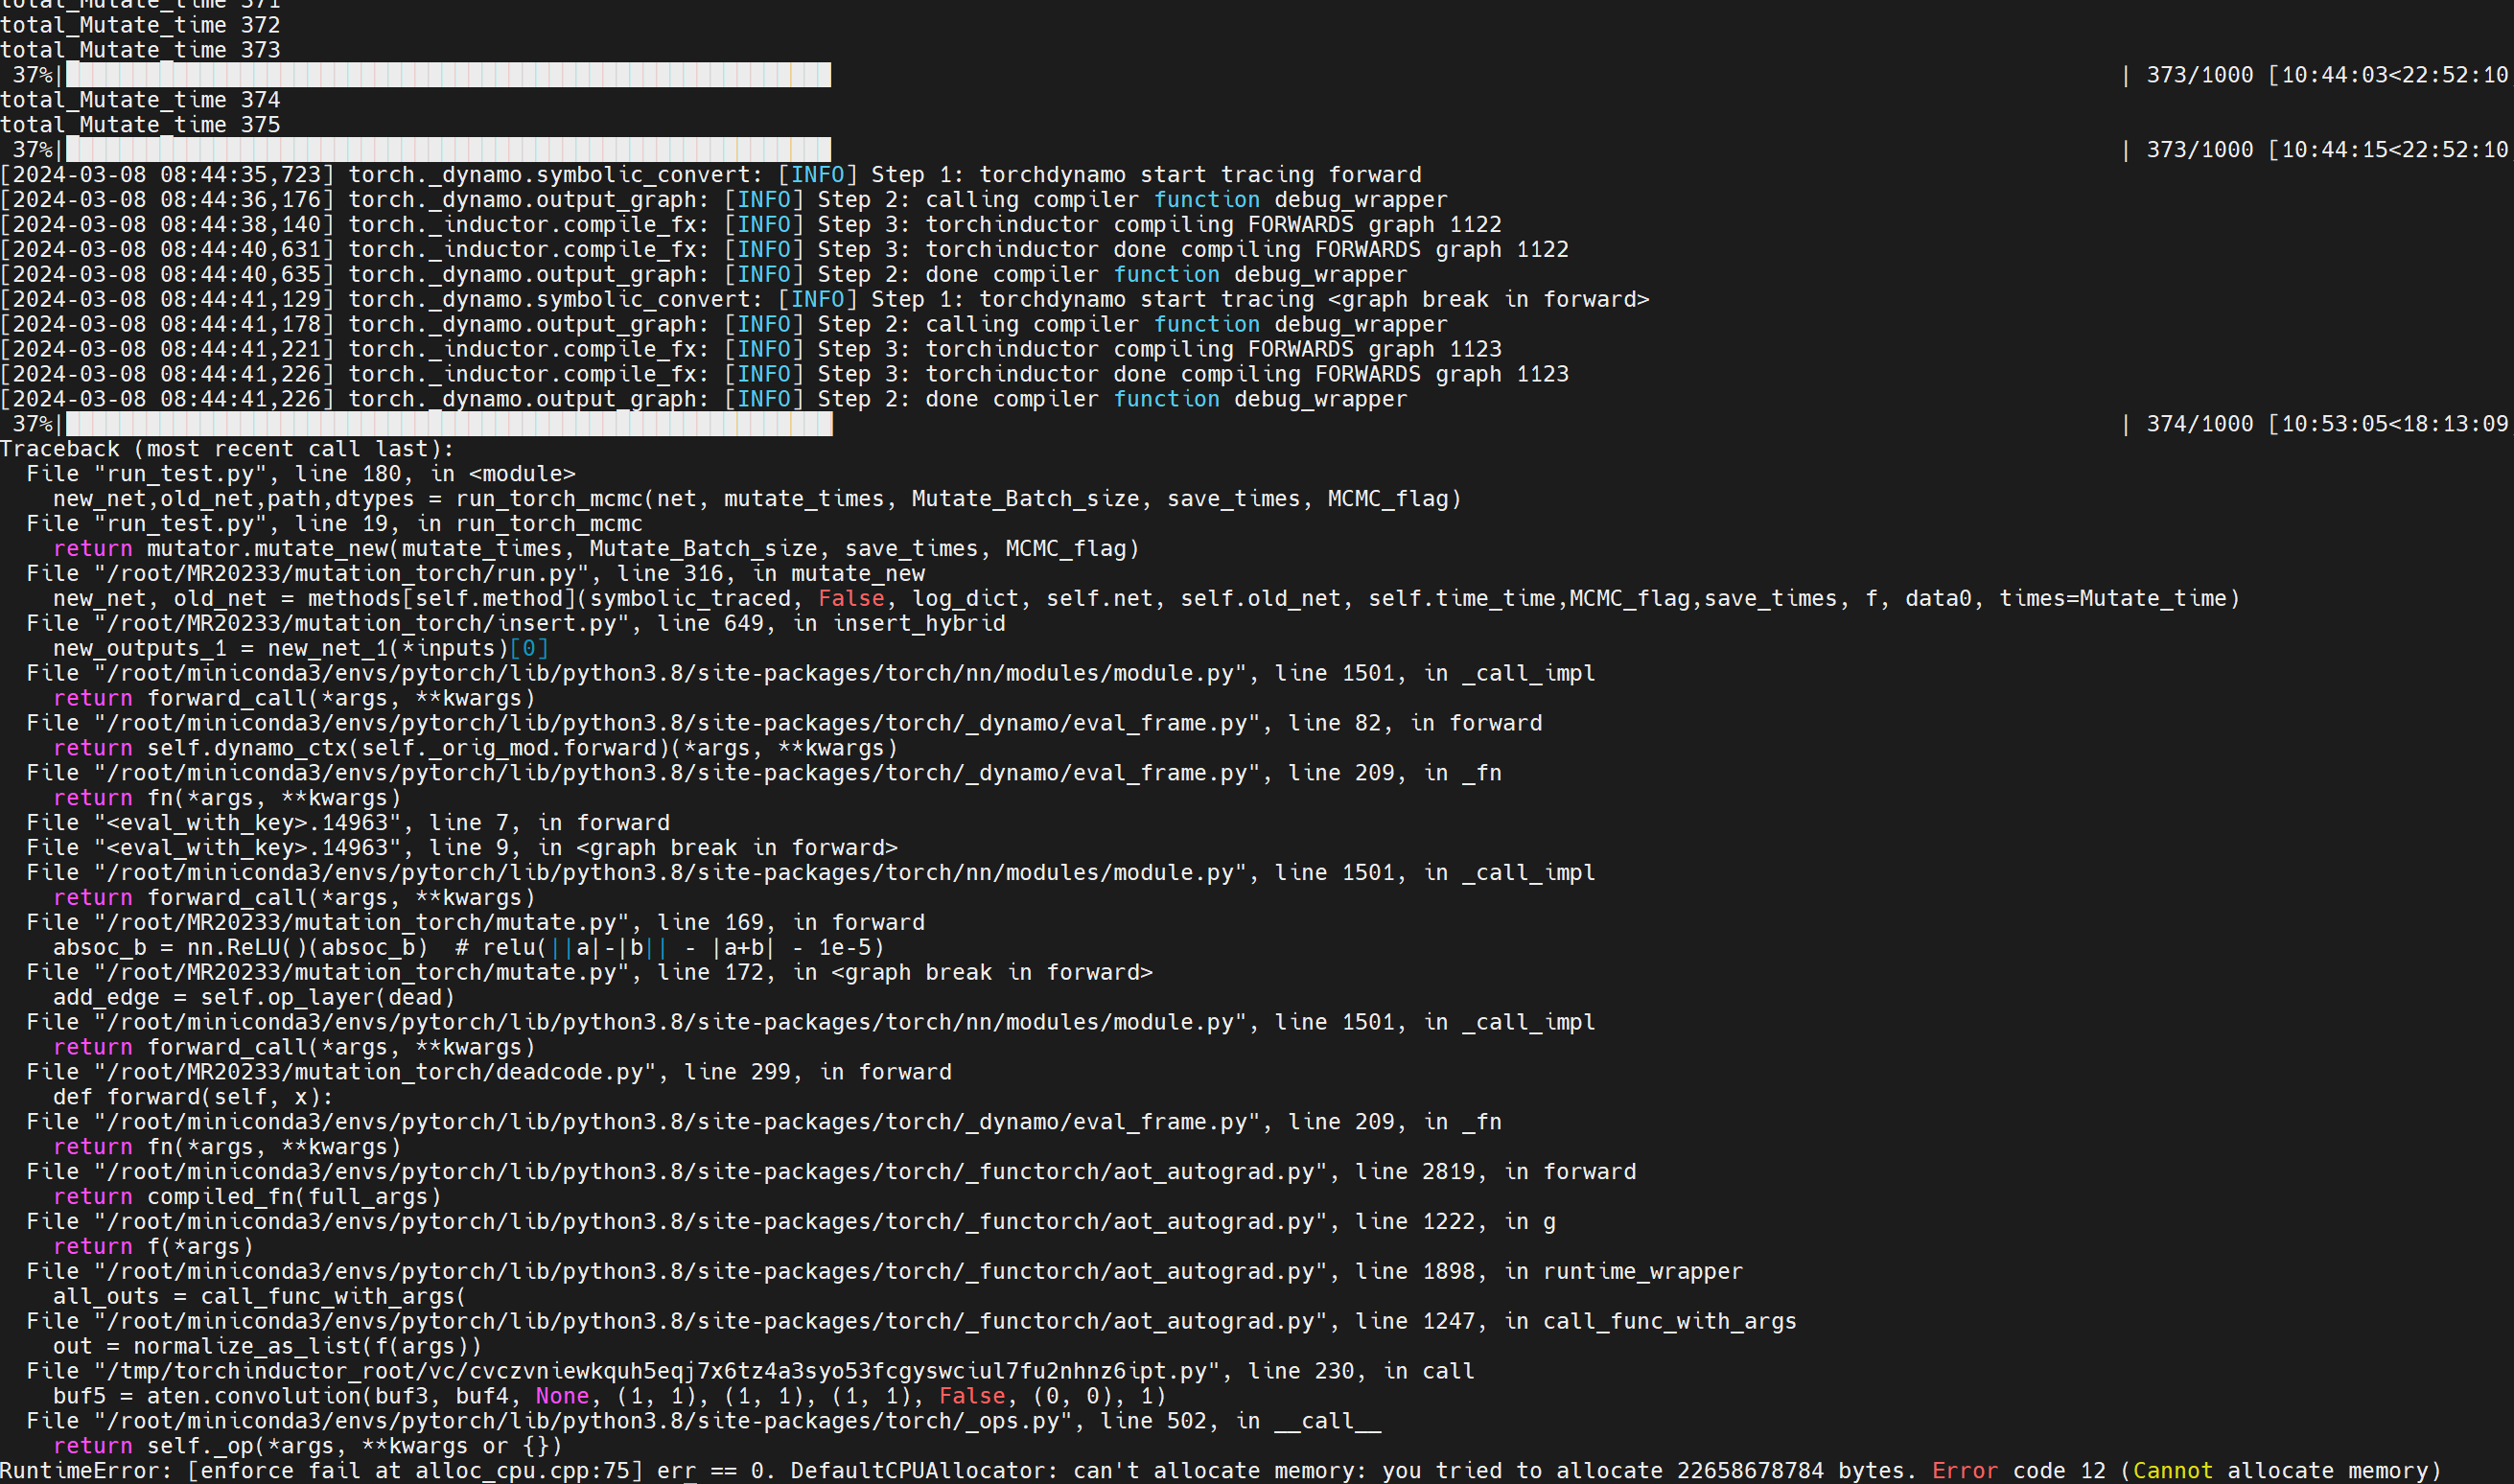 total_Mutate_time 371
total_Mutate_time 372
total_Mutate_time 373
 37%| | 373/1000 [10:44:03<22:52:10
total_Mutate_time 374
total_Mutate_time 375
 37%| | 373/1000 [10:44:15<22:52:10
[2024-03-08 08:44:35,723] torch._dynamo.symbolic_convert: [INFO] Step 1: torchdynamo start tracing forward
[2024-03-08 08:44:36,176] torch._dynamo.output_graph: [INFO] Step 2: calling compiler function debug_wrapper
[2024-03-08 08:44:38,140] torch._inductor.compile_fx: [INFO] Step 3: torchinductor compiling FORWARDS graph 1122
[2024-03-08 08:44:40,631] torch._inductor.compile_fx: [INFO] Step 3: torchinductor done compiling FORWARDS graph 1122
[2024-03-08 08:44:40,635] torch._dynamo.output_graph: [INFO] Step 2: done compiler function debug_wrapper
[2024-03-08 08:44:41,129] torch._dynamo.symbolic_convert: [INFO] Step 1: torchdynamo start tracing <graph break in forward>
[2024-03-08 08:44:41,178] torch._dynamo.output_graph: [INFO] Step 2: calling compiler function debug_wrapper
[2024-03-08 08:44:41,221] torch._inductor.compile_fx: [INFO] Step 3: torchinductor compiling FORWARDS graph 1123
[2024-03-08 08:44:41,226] torch._inductor.compile_fx: [INFO] Step 3: torchinductor done compiling FORWARDS graph 1123
[2024-03-08 08:44:41,226] torch._dynamo.output_graph: [INFO] Step 2: done compiler function debug_wrapper
 37%| | 374/1000 [10:53:05<18:13:09
Traceback (most recent call last):
  File "run_test.py", line 180, in <module>
    new_net,old_net,path,dtypes = run_torch_mcmc(net, mutate_times, Mutate_Batch_size, save_times, MCMC_flag)
  File "run_test.py", line 19, in run_torch_mcmc
    return mutator.mutate_new(mutate_times, Mutate_Batch_size, save_times, MCMC_flag)
  File "/root/MR20233/mutation_torch/run.py", line 316, in mutate_new
    new_net, old_net = methods[self.method](symbolic_traced, False, log_dict, self.net, self.old_net, self.time_time,MCMC_flag,save_times, f, data0, times=Mutate_time)
  File "/root/MR20233/mutation_torch/insert.py", line 649, in insert_hybrid
    new_outputs_1 = new_net_1(*inputs)[0]
  File "/root/miniconda3/envs/pytorch/lib/python3.8/site-packages/torch/nn/modules/module.py", line 1501, in _call_impl
    return forward_call(*args, **kwargs)
  File "/root/miniconda3/envs/pytorch/lib/python3.8/site-packages/torch/_dynamo/eval_frame.py", line 82, in forward
    return self.dynamo_ctx(self._orig_mod.forward)(*args, **kwargs)
  File "/root/miniconda3/envs/pytorch/lib/python3.8/site-packages/torch/_dynamo/eval_frame.py", line 209, in _fn
    return fn(*args, **kwargs)
  File "<eval_with_key>.14963", line 7, in forward
  File "<eval_with_key>.14963", line 9, in <graph break in forward>
  File "/root/miniconda3/envs/pytorch/lib/python3.8/site-packages/torch/nn/modules/module.py", line 1501, in _call_impl
    return forward_call(*args, **kwargs)
  File "/root/MR20233/mutation_torch/mutate.py", line 169, in forward
    absoc_b = nn.ReLU()(absoc_b)  # relu(||a|-|b|| - |a+b| - 1e-5)
  File "/root/MR20233/mutation_torch/mutate.py", line 172, in <graph break in forward>
    add_edge = self.op_layer(dead)
  File "/root/miniconda3/envs/pytorch/lib/python3.8/site-packages/torch/nn/modules/module.py", line 1501, in _call_impl
    return forward_call(*args, **kwargs)
  File "/root/MR20233/mutation_torch/deadcode.py", line 299, in forward
    def forward(self, x):
  File "/root/miniconda3/envs/pytorch/lib/python3.8/site-packages/torch/_dynamo/eval_frame.py", line 209, in _fn
    return fn(*args, **kwargs)
  File "/root/miniconda3/envs/pytorch/lib/python3.8/site-packages/torch/_functorch/aot_autograd.py", line 2819, in forward
    return compiled_fn(full_args)
  File "/root/miniconda3/envs/pytorch/lib/python3.8/site-packages/torch/_functorch/aot_autograd.py", line 1222, in g
    return f(*args)
  File "/root/miniconda3/envs/pytorch/lib/python3.8/site-packages/torch/_functorch/aot_autograd.py", line 1898, in runtime_wrapper
    all_outs = call_func_with_args(
  File "/root/miniconda3/envs/pytorch/lib/python3.8/site-packages/torch/_functorch/aot_autograd.py", line 1247, in call_func_with_args
    out = normalize_as_list(f(args))
  File "/tmp/torchinductor_root/vc/cvczvniewkquh5eqj7x6tz4a3syo53fcgyswciul7fu2nhnz6ipt.py", line 230, in call
    buf5 = aten.convolution(buf3, buf4, None, (1, 1), (1, 1), (1, 1), False, (0, 0), 1)
  File "/root/miniconda3/envs/pytorch/lib/python3.8/site-packages/torch/_ops.py", line 502, in __call__
    return self._op(*args, **kwargs or {})
RuntimeError: [enforce fail at alloc_cpu.cpp:75] err == 0. DefaultCPUAllocator: can't allocate memory: you tried to allocate 22658678784 bytes. Error code 12 (Cannot allocate memory)